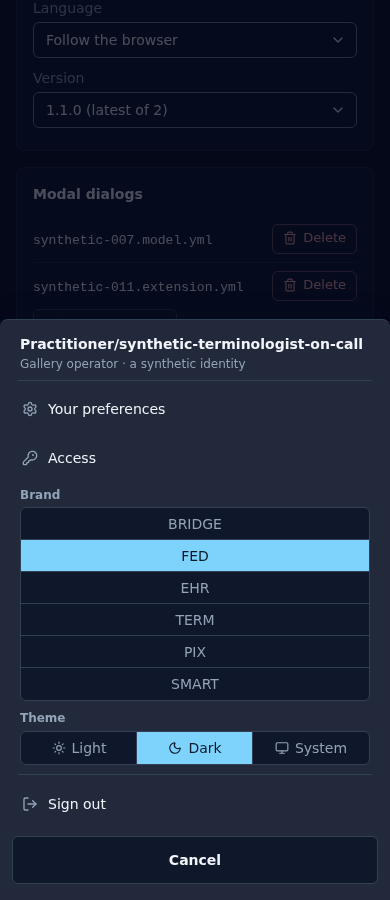 Language
Follow the browser
Version
1.1.0 (latest of 2)
Modal dialogs
synthetic-007.model.yml
Delete
synthetic-011.extension.yml
Delete
Practitioner/synthetic-terminologist-on-call
Gallery operator · a synthetic identity
Your preferences
Access
Brand
BRIDGE
FED
EHR
TERM
PIX
SMART
Theme
Light
Dark
System
Sign out
Cancel